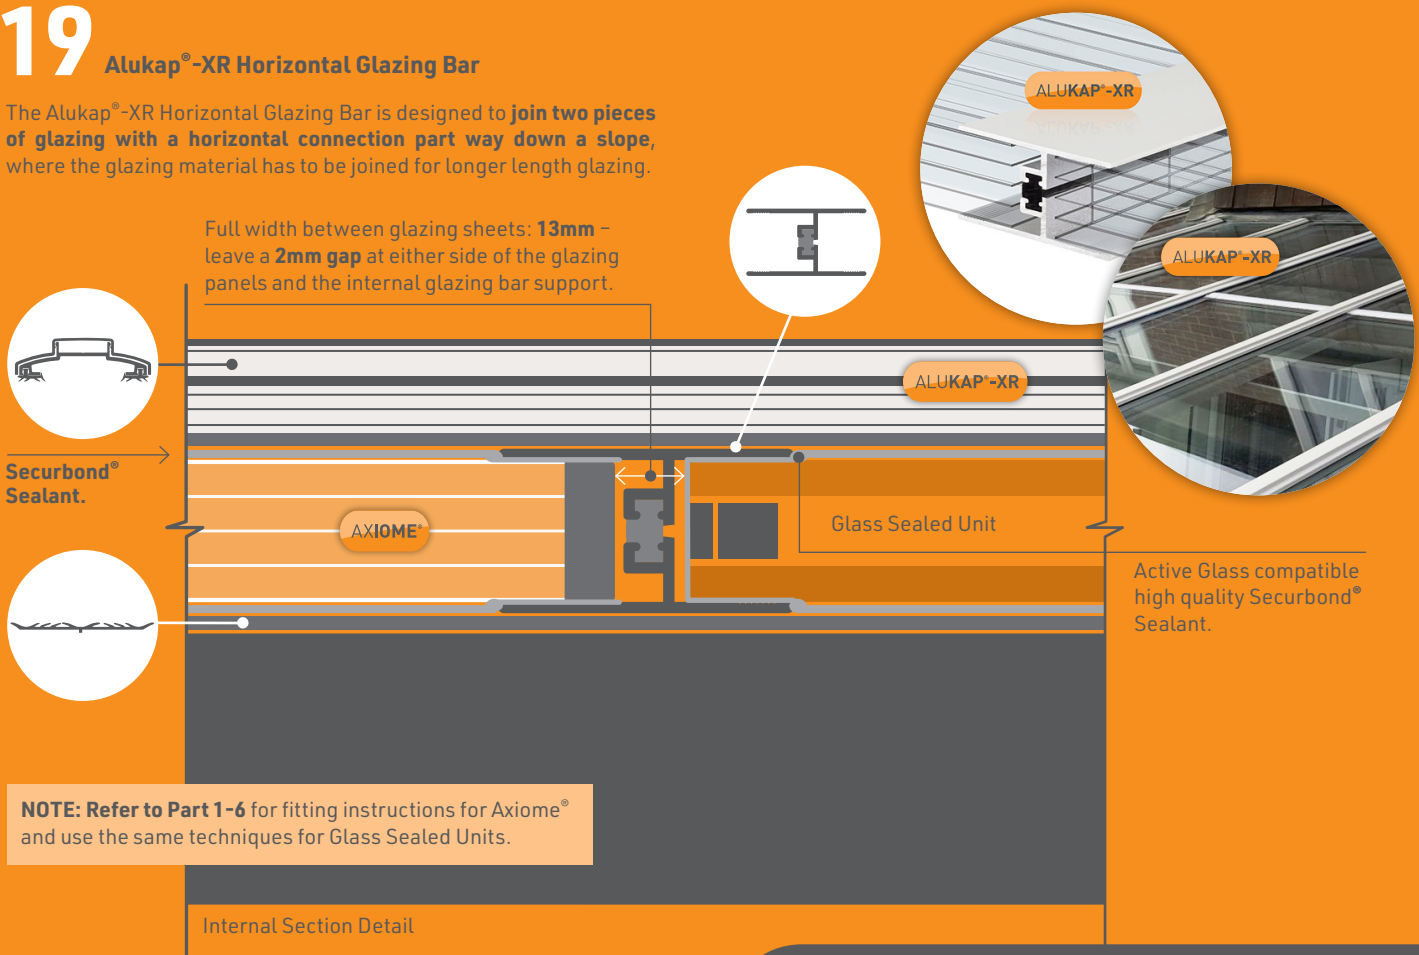 19
Alukap®-XR Horizontal Glazing Bar
The Alukap®-XR Horizontal Glazing Bar is designed to join two pieces
of glazing with a horizontal connection part way down a slope,
where the glazing material has to be joined for longer length glazing.
ALUKAP®-XR
ALUKAP®-XR
Full width between glazing sheets: 13mm –
leave a 2mm gap at either side of the glazing
panels and the internal glazing bar support.
ALUKAP®-XR
Securbond®
Sealant.
AXIOME®
Glass Sealed Unit
Active Glass compatible
high quality Securbond®
Sealant.
NOTE: Refer to Part 1-6 for fitting instructions for Axiome®
and use the same techniques for Glass Sealed Units.
Internal Section Detail